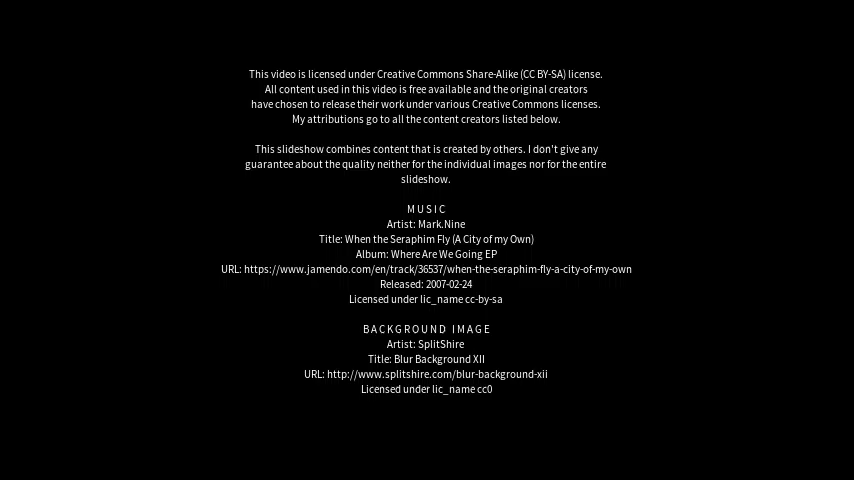 This video is licensed under Creative Commons Share-Alike (CC BY-SA) license.
All content used in this video is free available and the original creators
have chosen to release their work under various Creative Commons licenses.
My attributions go to all the content creators listed below.
This slideshow combines content that is created by others. I don't give any
guarantee about the quality neither for the individual images nor for the entire
slideshow.
MUSIC
Artist: Mark.Nine
Title: When the Seraphim Fly (A City of my Own)
Album: Where Are We Going EP
URL: https://www.jamendo.com/en/track/36537/when-the-seraphim-fly-a-city-of-my-own
Released: 2007-02-24
Licensed under lic_name cc-by-sa
BACKGROUND IMAGE
Artist: SplitShire
Title: Blur Background XII
URL: http://www.splitshire.com/blur-background-xii
Licensed under lic_name cc0